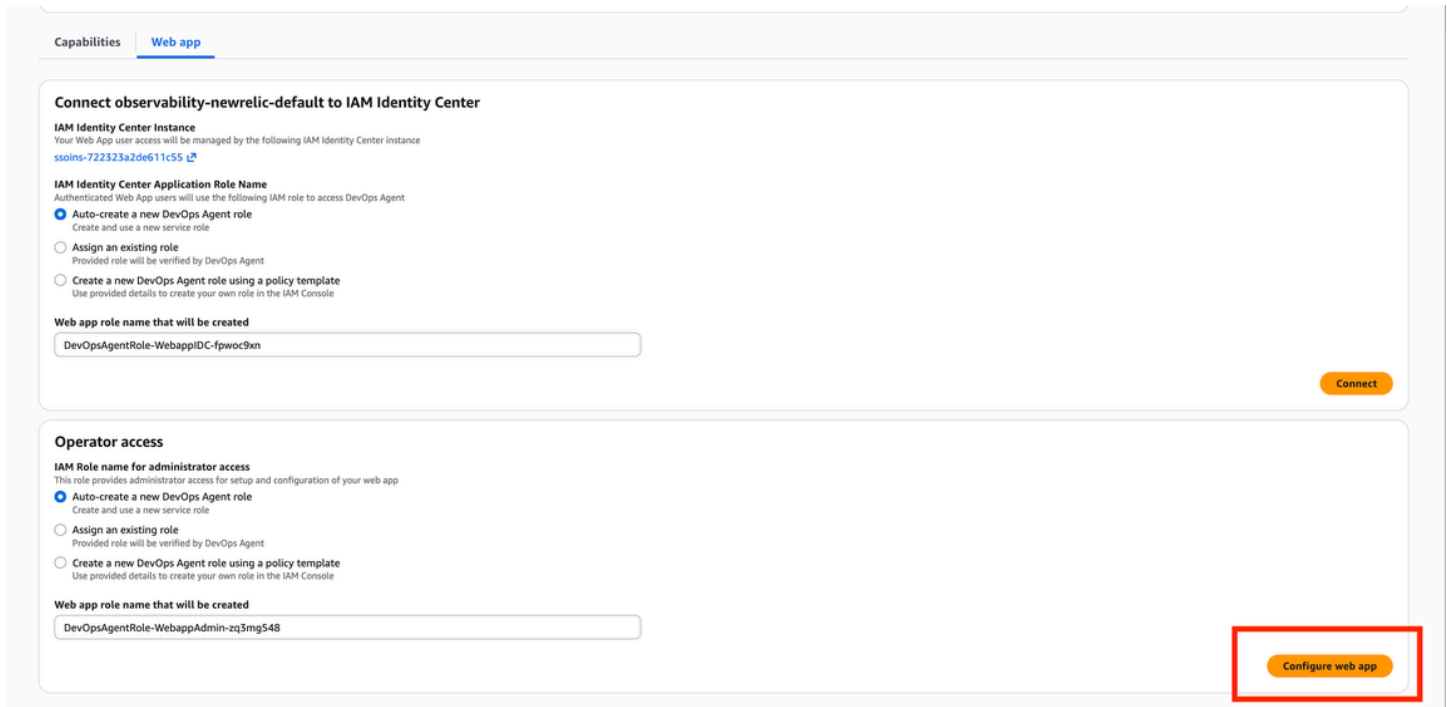 Capabilities
Web app
Connect observability-newrelic-default to IAM Identity Center
IAM Identity Center Instance
Your Web App user access will be managed by the following IAM Identity Center instance
ssoins-722323a2de611c55
IAM Identity Center Application Role Name
Authenticated Web App users will use the following IAM role to access DevOps Agent
Auto-create a new DevOps Agent role
Create and use a new service role
Assign an existing role
Provided role will be verified by DevOps Agent
Create a new DevOps Agent role using a policy template
Use provided details to create your own role in the IAM Console
Web app role name that will be created
DevOpsAgentRole-WebappIDC-fpwoc9xn
Connect
Operator access
IAM Role name for administrator access
This role provides administrator access for setup and configuration of your web app
Auto-create a new DevOps Agent role
Create and use a new service role
Assign an existing role
Provided role will be verified by DevOps Agent
Create a new DevOps Agent role using a policy template
Use provided details to create your own role in the IAM Console
Web app role name that will be created
DevOpsAgentRole-WebappAdmin-zq3mg548
Configure web app